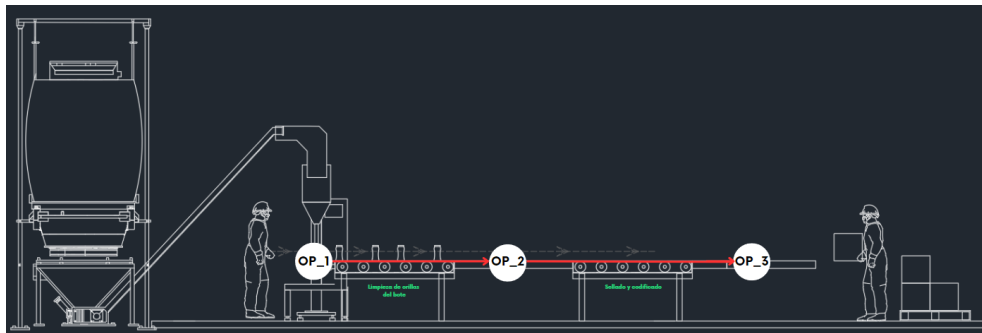 OP_1
OP_2
OP_3
Limpieza de orillas
del bote
Sellado y codificado